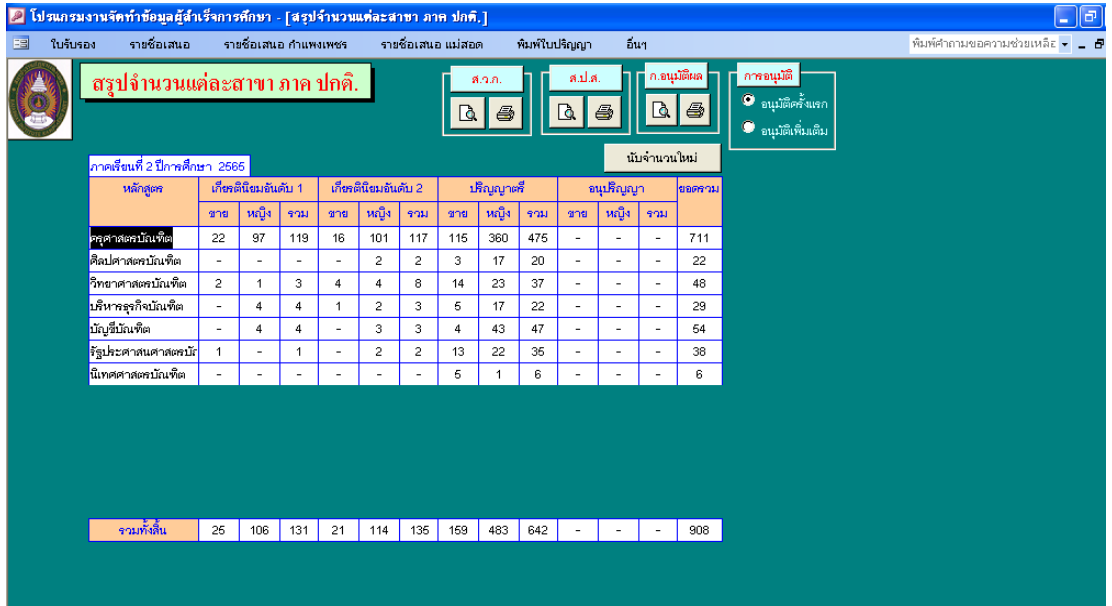 โปรแกรมงานจัดทำข้อมูลผู้สำเร็จการศึกษา - [สรุปจำนวนแต่ละสาขา ภาค ปกติ.]
ใบรับรอง รายชื่อเสนอ รายชื่อเสนอ กำแพงเพชร รายชื่อเสนอ แม่สอด พิมพ์ใบปริญญา อื่นๆ พิมพ์คำถามขอความช่วยเหลือ
สรุปจำนวนแต่ละสาขา ภาค ปกติ. ส.ว.ก. ส.ป.ส. ก.อนุมัติผล การอนุมัติ
อนุมัติครั้งแรก
อนุมัติเพิ่มเติม
นับจำนวนใหม่
ภาคเรียนที่ 2 ปีการศึกษา 2565
หลักสูตร เกียรตินิยมอันดับ 1 เกียรตินิยมอันดับ 2 ปริญญาตรี อนุปริญญา ยอดรวม
ชาย หญิง รวม ชาย หญิง รวม ชาย หญิง รวม ชาย หญิง รวม
ครุศาสตรบัณฑิต 22 97 119 16 101 117 115 360 475 - - - 711
ศิลปศาสตรบัณฑิต - - - - 2 2 3 17 20 - - - 22
วิทยาศาสตรบัณฑิต 2 1 3 4 4 8 14 23 37 - - - 48
บริหารธุรกิจบัณฑิต - 4 4 1 2 3 5 17 22 - - - 29
บัญชีบัณฑิต - 4 4 - 3 3 4 43 47 - - - 54
รัฐประศาสนศาสตรบัณ 1 - 1 - 2 2 13 22 35 - - - 38
นิเทศศาสตรบัณฑิต - - - - - - 5 1 6 - - - 6
รวมทั้งสิ้น 25 106 131 21 114 135 159 483 642 - - - 908